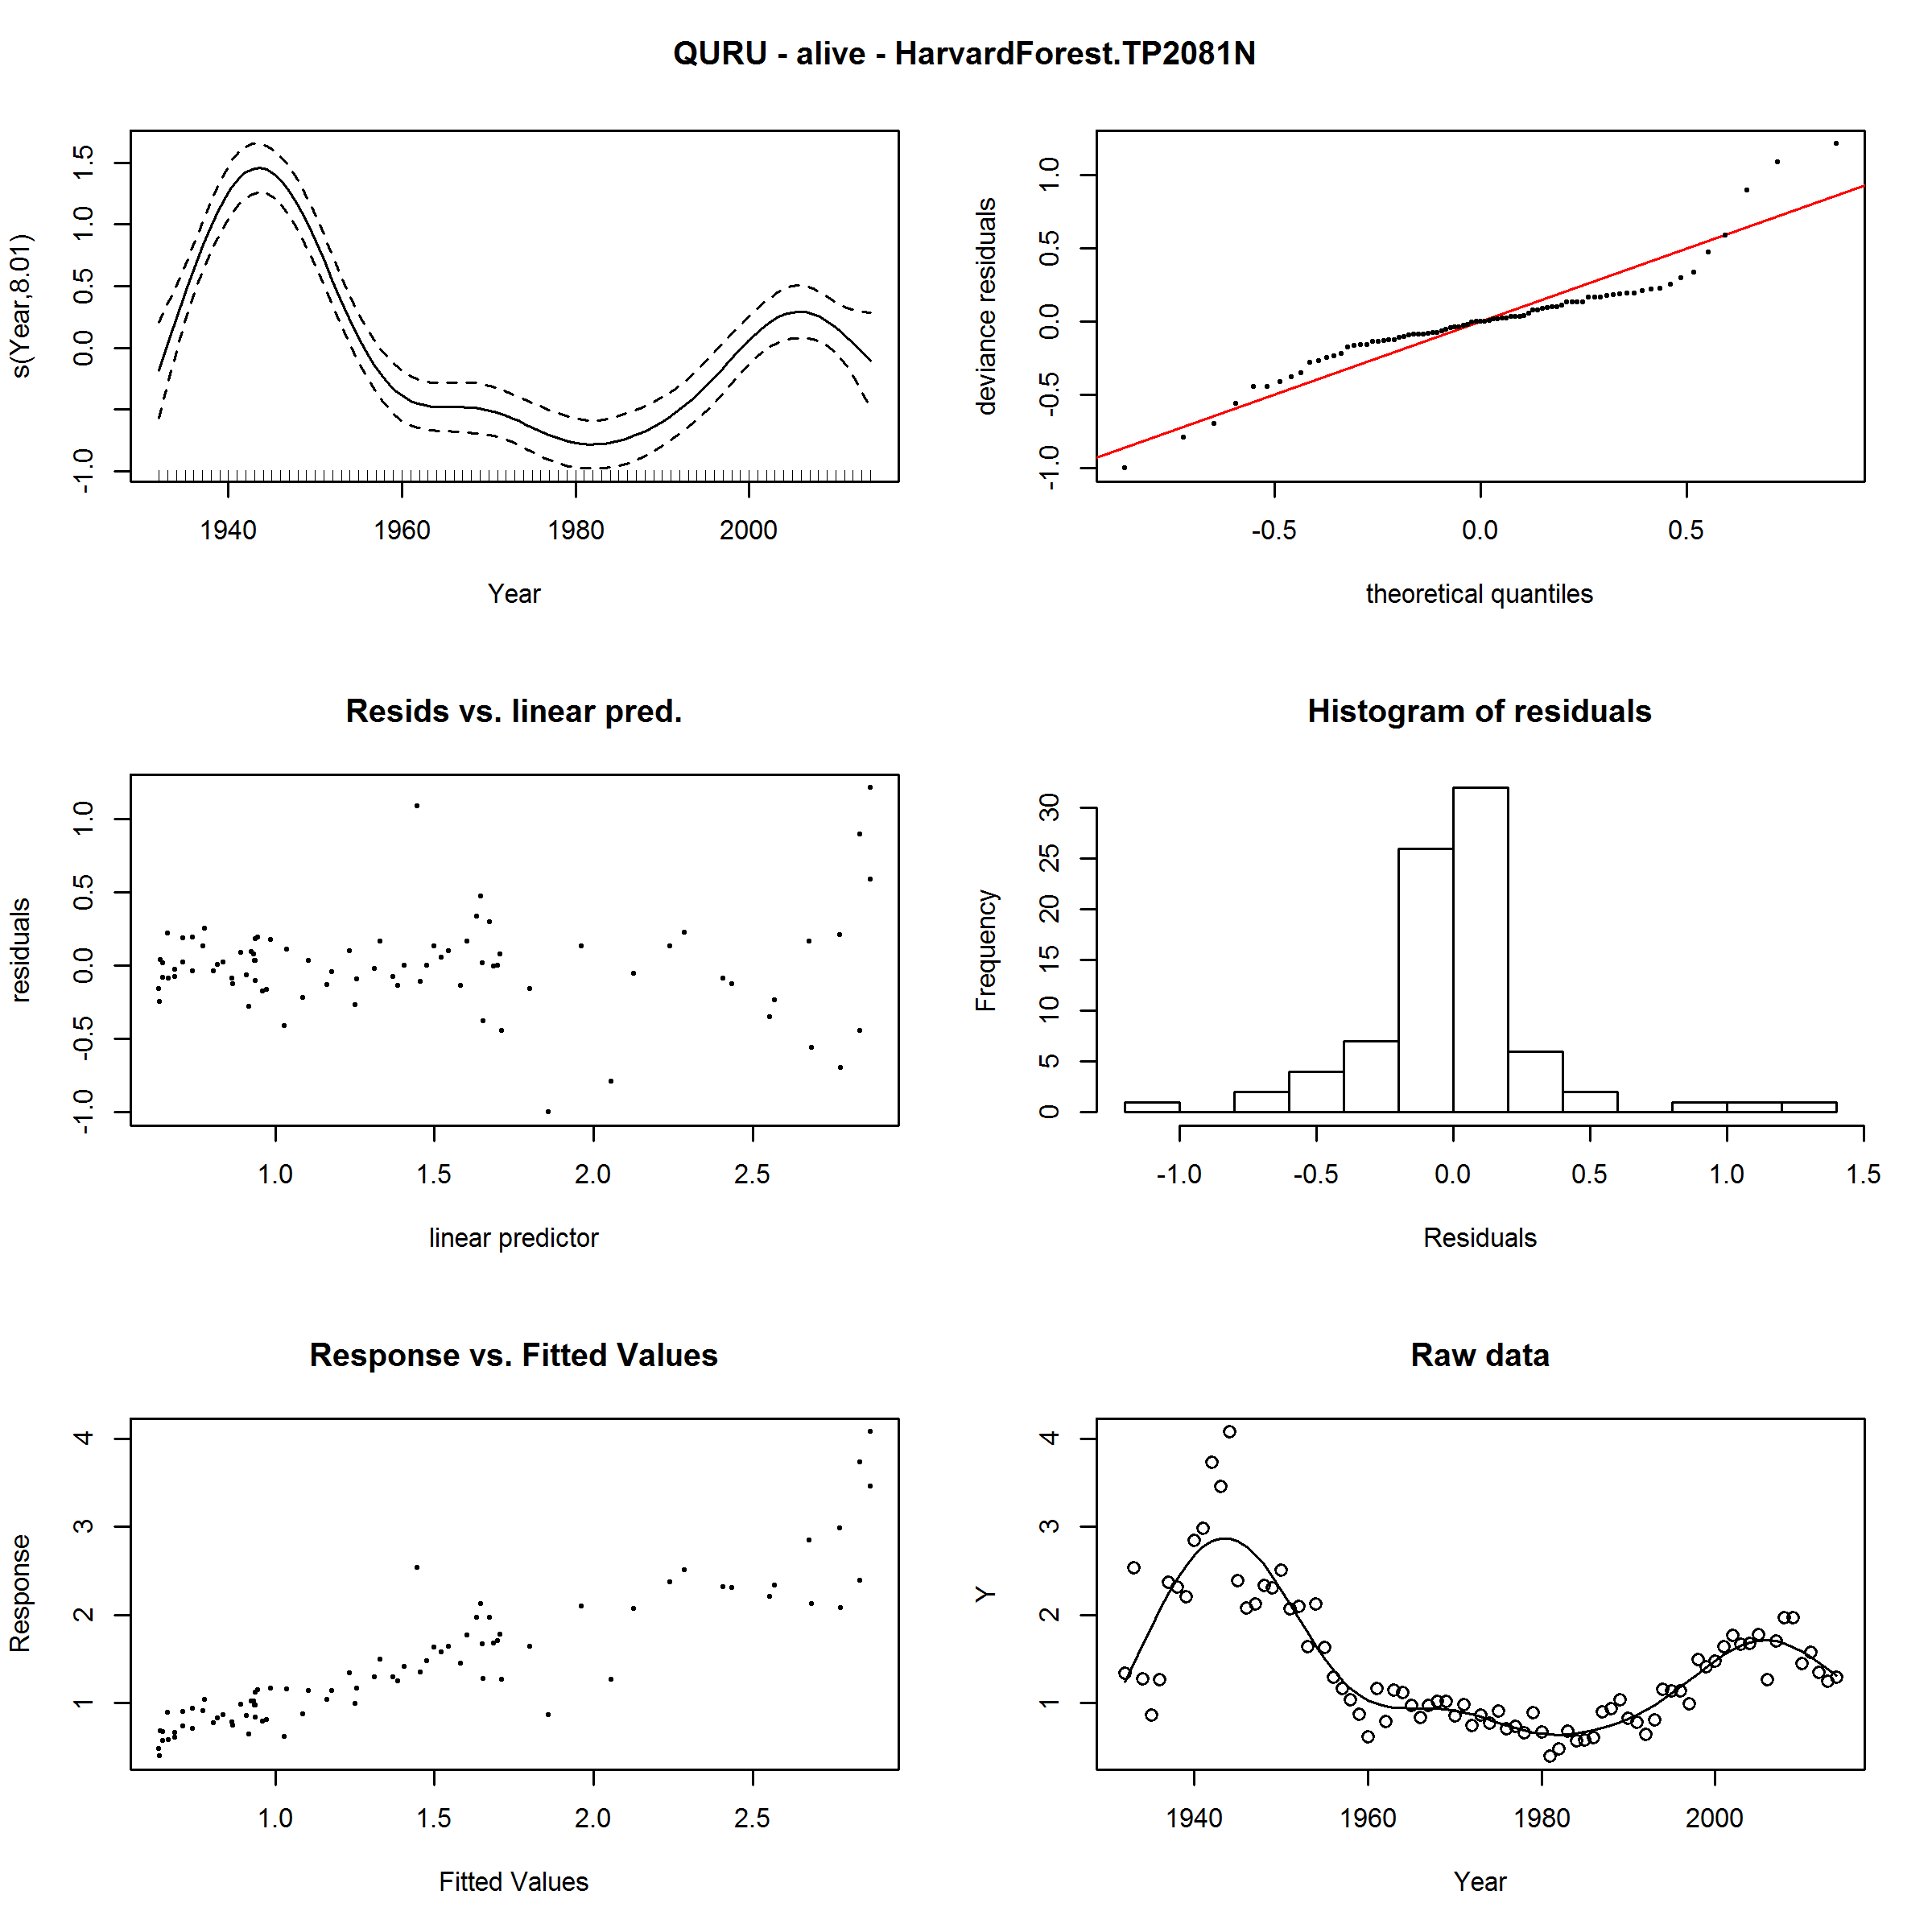 QURU - alive - HarvardForest.TP2081N
s(Year,8.01)
-1.0 0.0 0.5 1.0 1.5
1940 1960 1980 2000
Year
deviance residuals
-1.0 -0.5 0.0 0.5 1.0
-0.5 0.0 0.5
theoretical quantiles
Resids vs. linear pred.
residuals
-1.0 -0.5 0.0 0.5 1.0
1.0 1.5 2.0 2.5
linear predictor
Histogram of residuals
Frequency
0 5 10 15 20 25 30
-1.0 -0.5 0.0 0.5 1.0 1.5
Residuals
Response vs. Fitted Values
Response
1 2 3 4
1.0 1.5 2.0 2.5
Fitted Values
Raw data
Y
1 2 3 4
1940 1960 1980 2000
Year